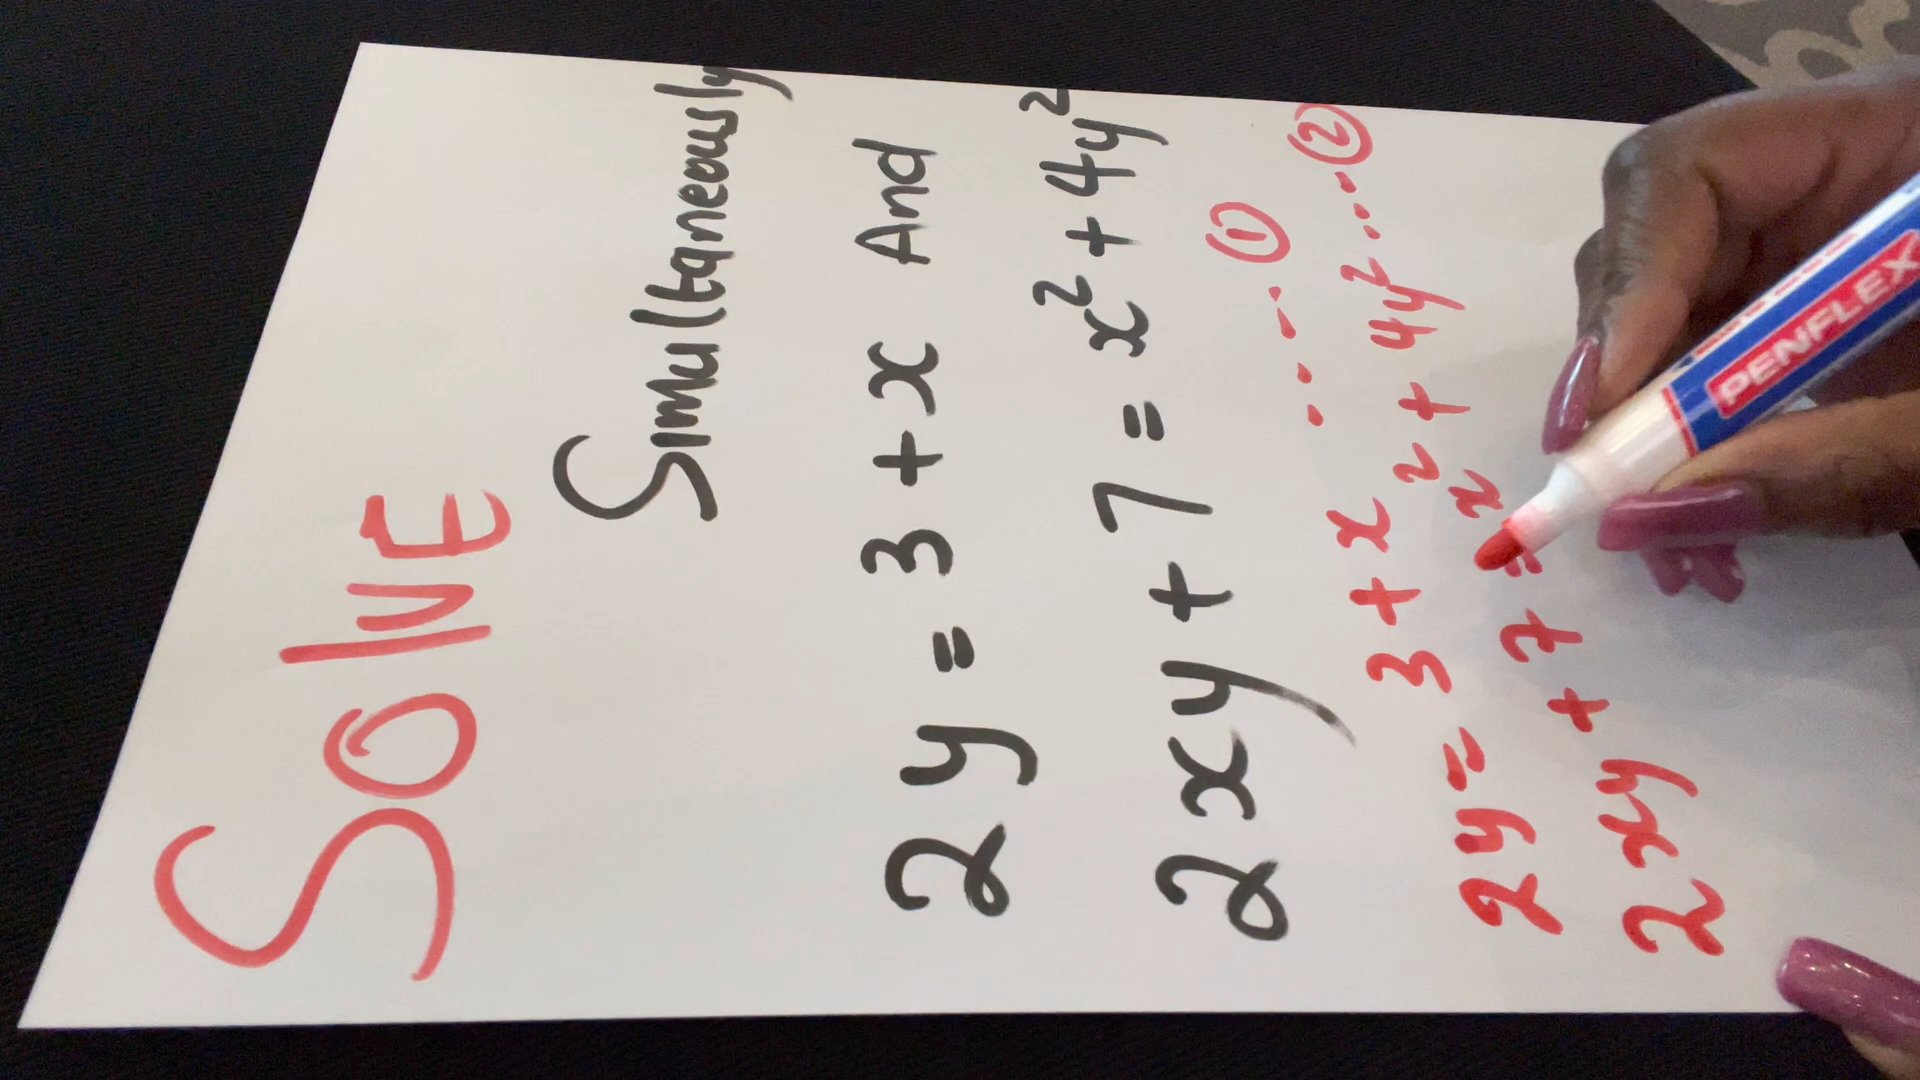 SOLVE
Simultaneously
2y = 3 + x And
2xy + 7 = x² + 4y²
2y = 3 + x .... ①
2xy + 7 = x² + 4y² ... ②
PENFLEX